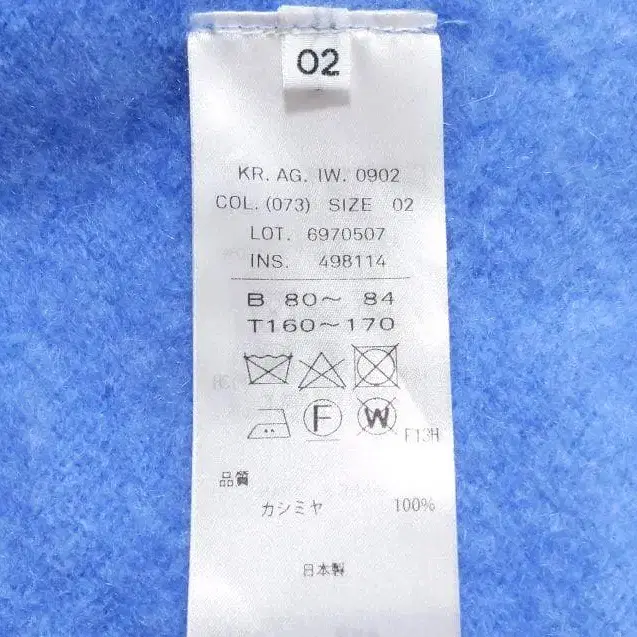 02
KR. AG. IW. 0902
COL. (073) SIZE 02
LOT. 6970507
INS. 498114
B 80～ 84
T160～170
F W F13H
品質
カシミヤ 100%
日本製